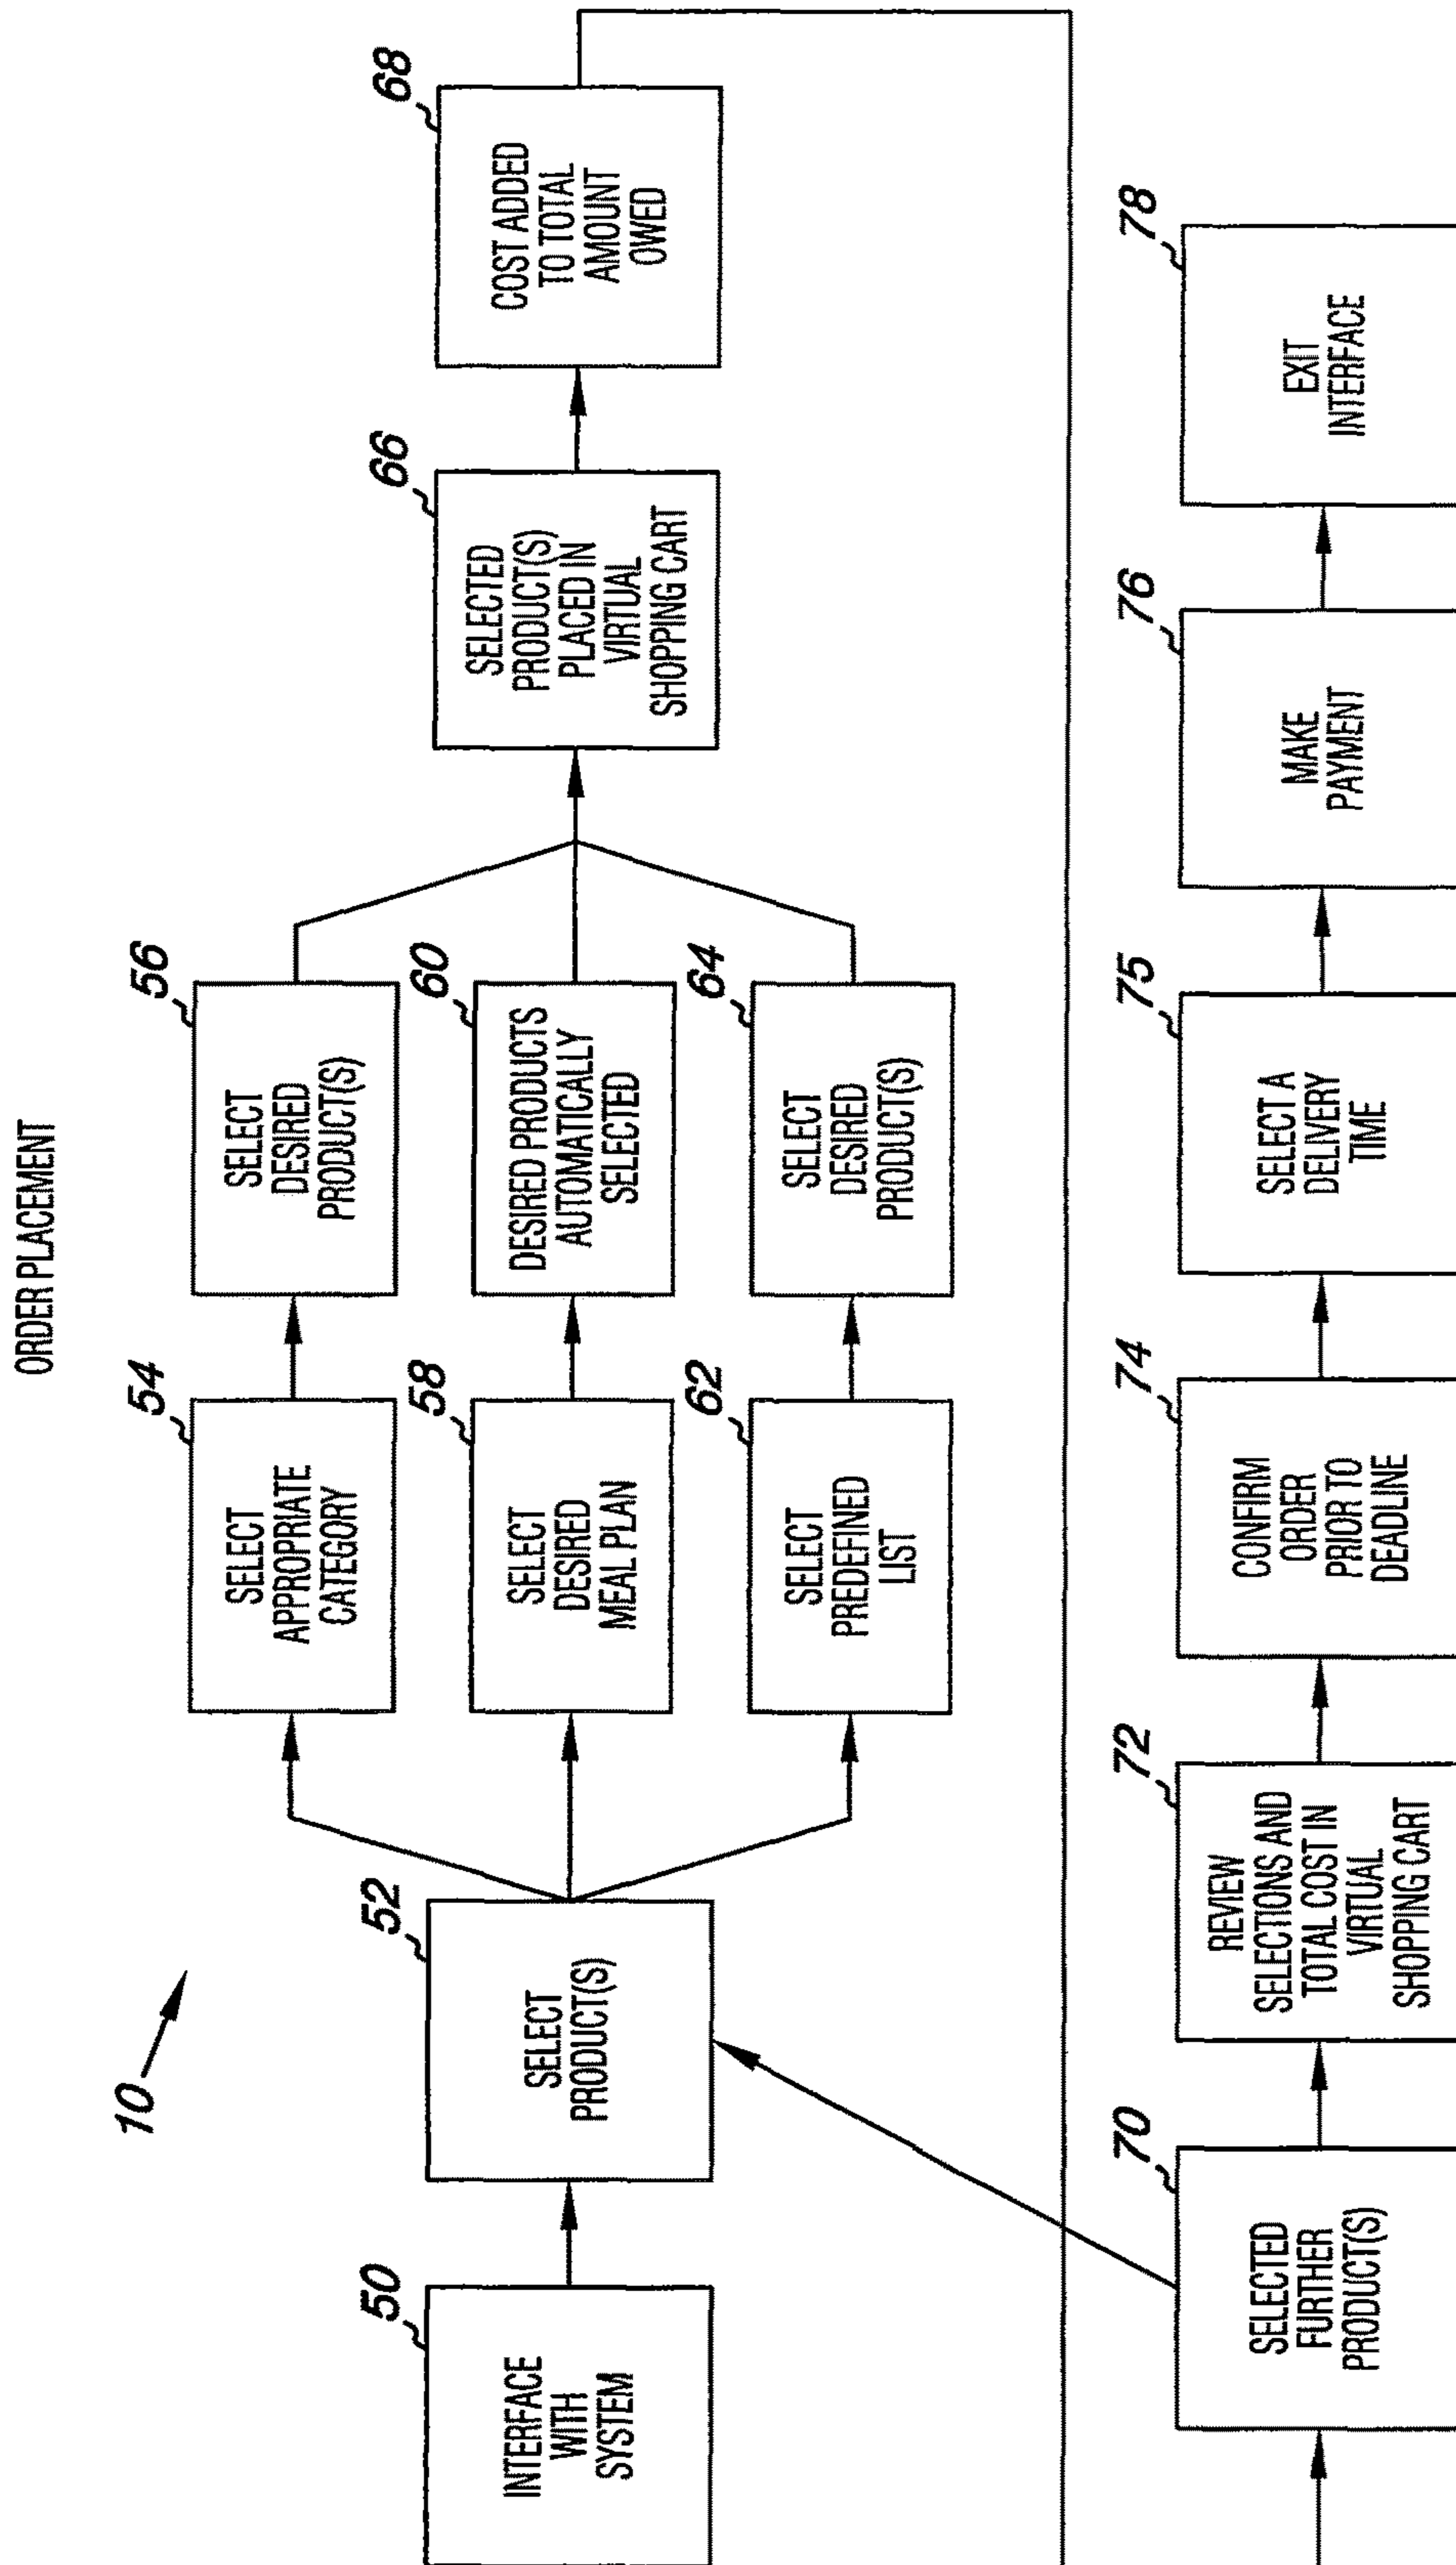 ORDER PLACEMENT
10
50
INTERFACE
WITH
SYSTEM
52
SELECT
PRODUCT(S)
54
SELECT
APPROPRIATE
CATEGORY
56
SELECT
DESIRED
PRODUCT(S)
58
SELECT
DESIRED
MEAL PLAN
60
DESIRED PRODUCTS
AUTOMATICALLY
SELECTED
62
SELECT
PREDEFINED
LIST
64
SELECT
DESIRED
PRODUCT(S)
66
SELECTED
PRODUCT(S)
PLACED IN
VIRTUAL
SHOPPING CART
68
COST ADDED
TO TOTAL
AMOUNT
OWED
70
SELECTED
FURTHER
PRODUCT(S)
72
REVIEW
SELECTIONS AND
TOTAL COST IN
VIRTUAL
SHOPPING CART
74
CONFIRM
ORDER
PRIOR TO
DEADLINE
75
SELECT A
DELIVERY
TIME
76
MAKE
PAYMENT
78
EXIT
INTERFACE